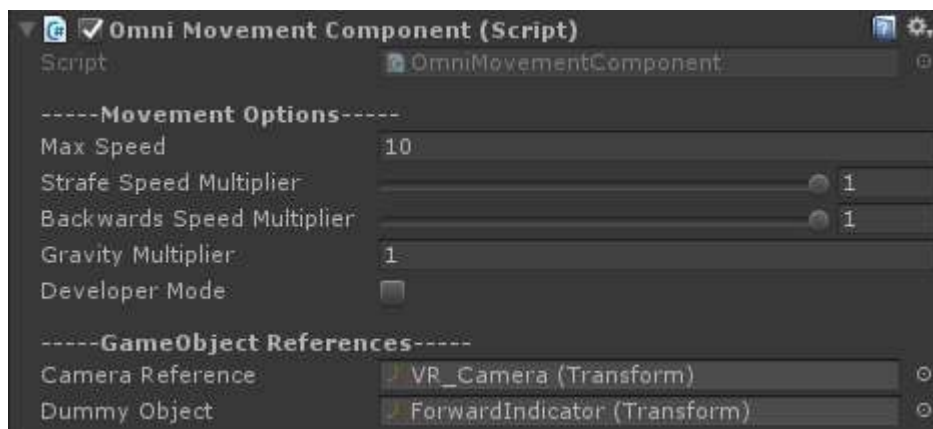 Omni Movement Component (Script)
Script OmniMovementComponent
-----Movement Options-----
Max Speed 10
Strafe Speed Multiplier 1
Backwards Speed Multiplier 1
Gravity Multiplier 1
Developer Mode
-----GameObject References-----
Camera Reference VR_Camera (Transform)
Dummy Object ForwardIndicator (Transform)